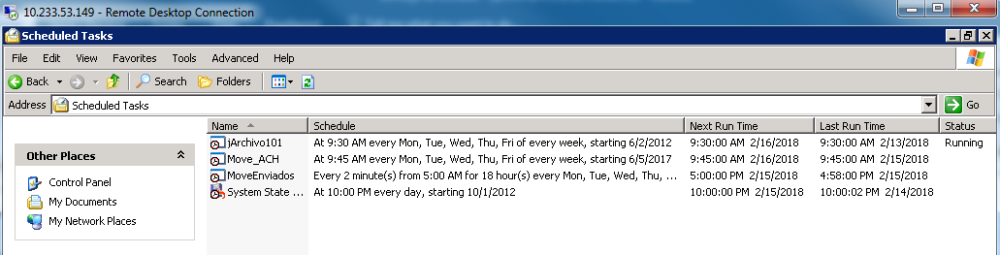 10.233.53.149 - Remote Desktop Connection
Scheduled Tasks
File Edit View Favorites Tools Advanced Help
Back Search Folders
Address Scheduled Tasks Go
Name Schedule Next Run Time Last Run Time Status
jArchivo101 At 9:30 AM every Mon, Tue, Wed, Thu, Fri of every week, starting 6/2/2012 9:30:00 AM 2/16/2018 9:30:00 AM 2/13/2018 Running
Move_ACH At 9:45 AM every Mon, Tue, Wed, Thu, Fri of every week, starting 6/5/2017 9:45:00 AM 2/16/2018 9:45:00 AM 2/15/2018
MoveEnviados Every 2 minute(s) from 5:00 AM for 18 hour(s) every Mon, Tue, Wed, Thu, ... 5:00:00 PM 2/15/2018 4:58:00 PM 2/15/2018
System State ... At 10:00 PM every day, starting 10/1/2012 10:00:00 PM 2/15/2018 10:00:02 PM 2/14/2018
Other Places
Control Panel
My Documents
My Network Places